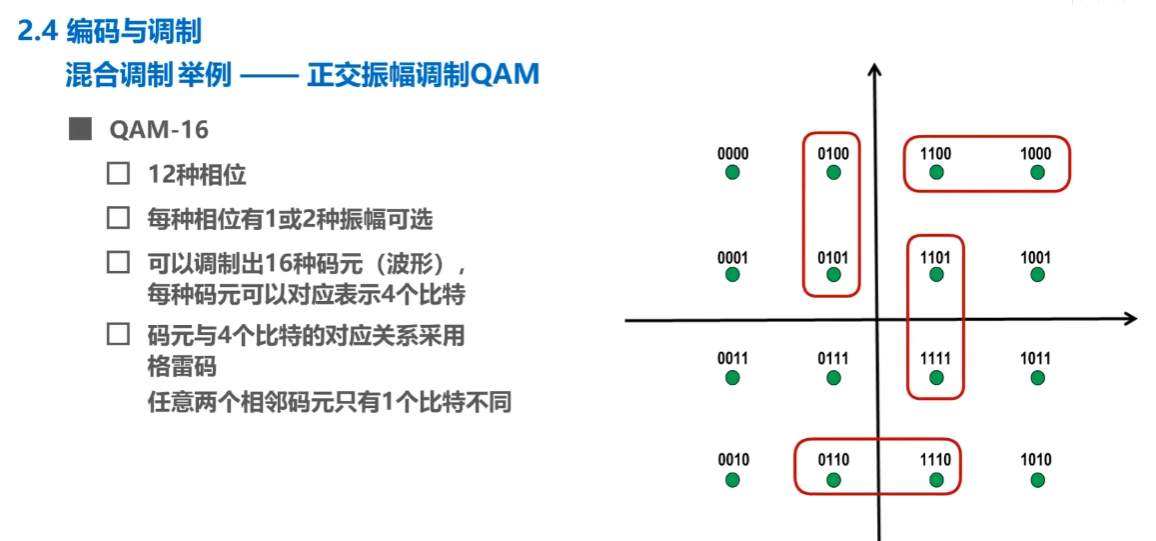 2.4 编码与调制
混合调制 举例 —— 正交振幅调制QAM
QAM-16
12种相位
每种相位有1或2种振幅可选
可以调制出16种码元（波形），
每种码元可以对应表示4个比特
码元与4个比特的对应关系采用
格雷码
任意两个相邻码元只有1个比特不同
0000 0100 1100 1000
0001 0101 1101 1001
0011 0111 1111 1011
0010 0110 1110 1010